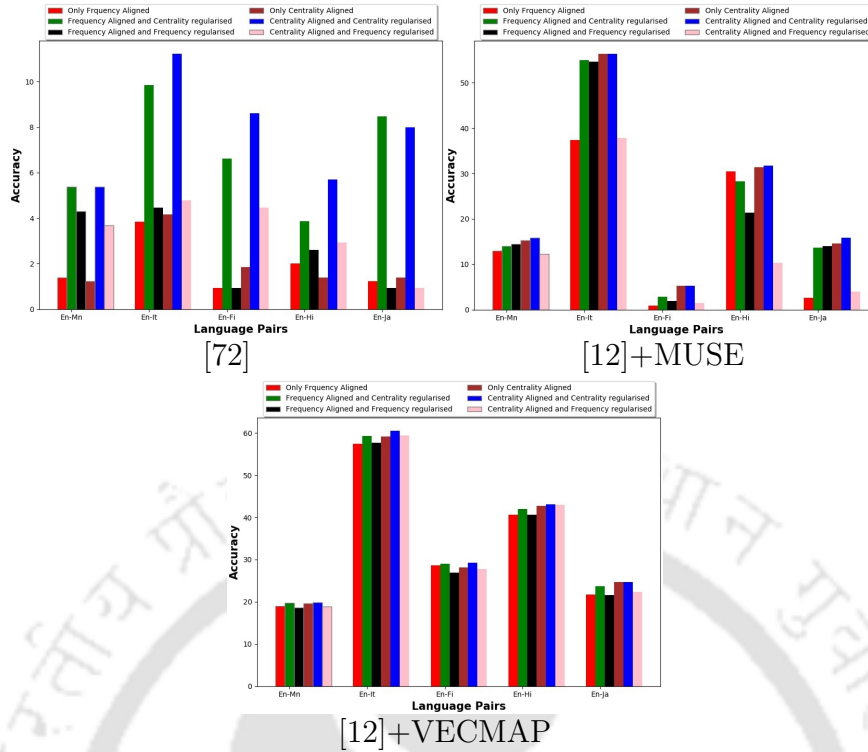 Only Frquency Aligned
Frequency Aligned and Centrality regularised
Frequency Aligned and Frequency regularised
Only Centrality Aligned
Centrality Aligned and Centrality regularised
Centrality Aligned and Frequency regularised
Accuracy
10
8
6
4
2
0
En-Mn En-It En-Fi En-Hi En-Ja
Language Pairs
[72]
Only Frquency Aligned
Frequency Aligned and Centrality regularised
Frequency Aligned and Frequency regularised
Only Centrality Aligned
Centrality Aligned and Centrality regularised
Centrality Aligned and Frequency regularised
Accuracy
50
40
30
20
10
0
En-Mn En-It En-Fi En-Hi En-Ja
Language Pairs
[12]+MUSE
Only Frquency Aligned
Frequency Aligned and Centrality regularised
Frequency Aligned and Frequency regularised
Only Centrality Aligned
Centrality Aligned and Centrality regularised
Centrality Aligned and Frequency regularised
Accuracy
60
50
40
30
20
10
0
En-Mn En-It En-Fi En-Hi En-Ja
Language Pairs
[12]+VECMAP